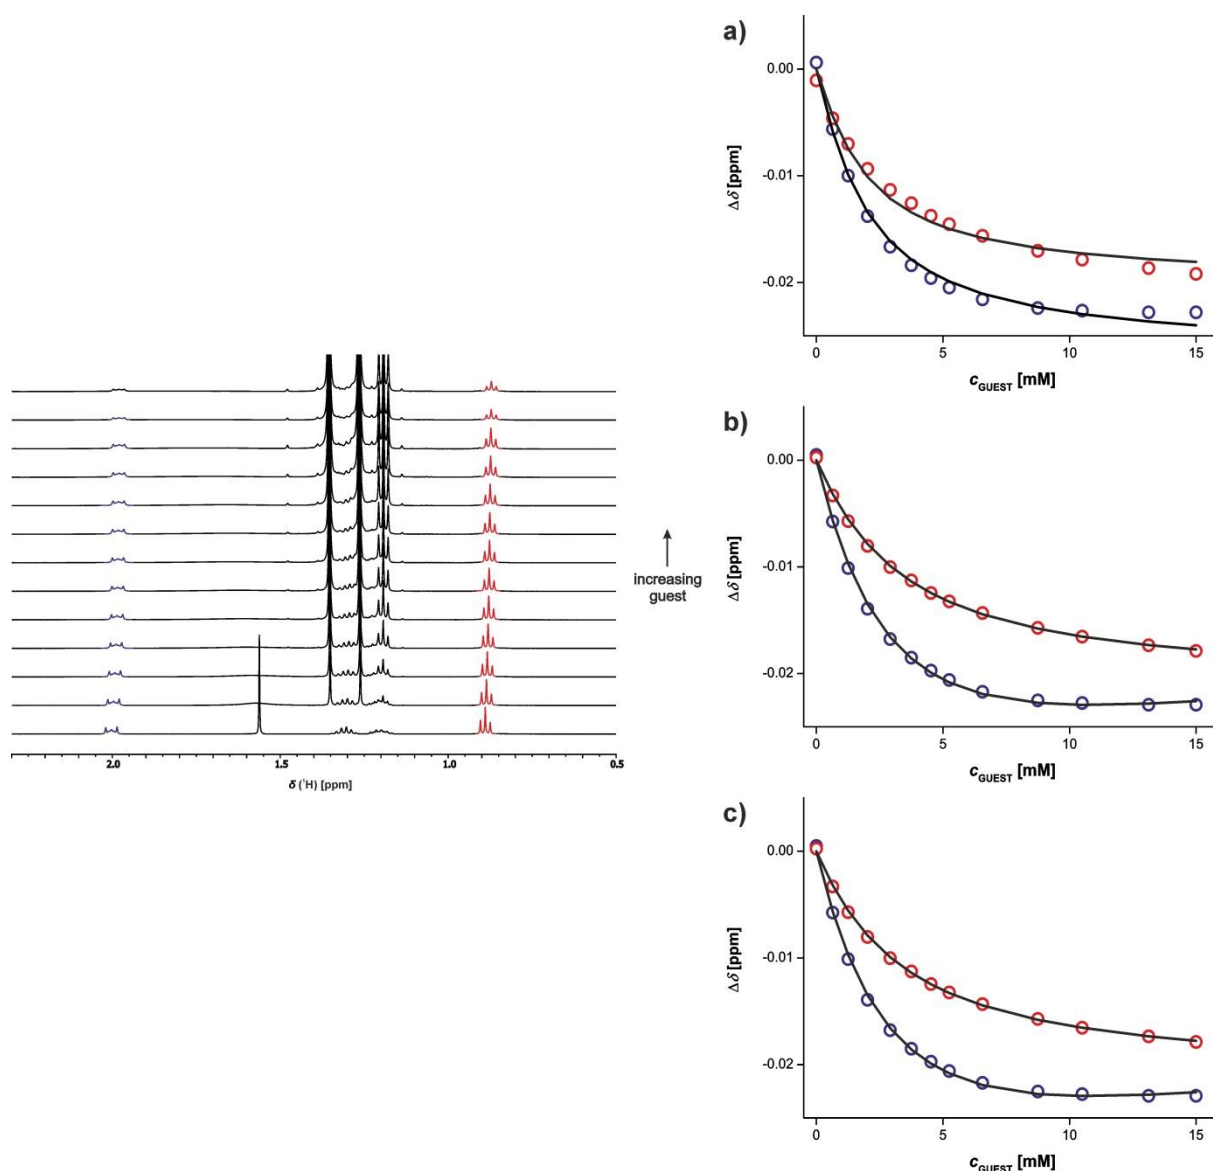 2.0
1.5
1.0
0.5
δ (¹H) [ppm]
increasing
guest
a)
0.00
-0.01
-0.02
Δδ [ppm]
0
5
10
15
cGUEST [mM]
b)
0.00
-0.01
-0.02
Δδ [ppm]
0
5
10
15
cGUEST [mM]
c)
0.00
-0.01
-0.02
Δδ [ppm]
0
5
10
15
cGUEST [mM]